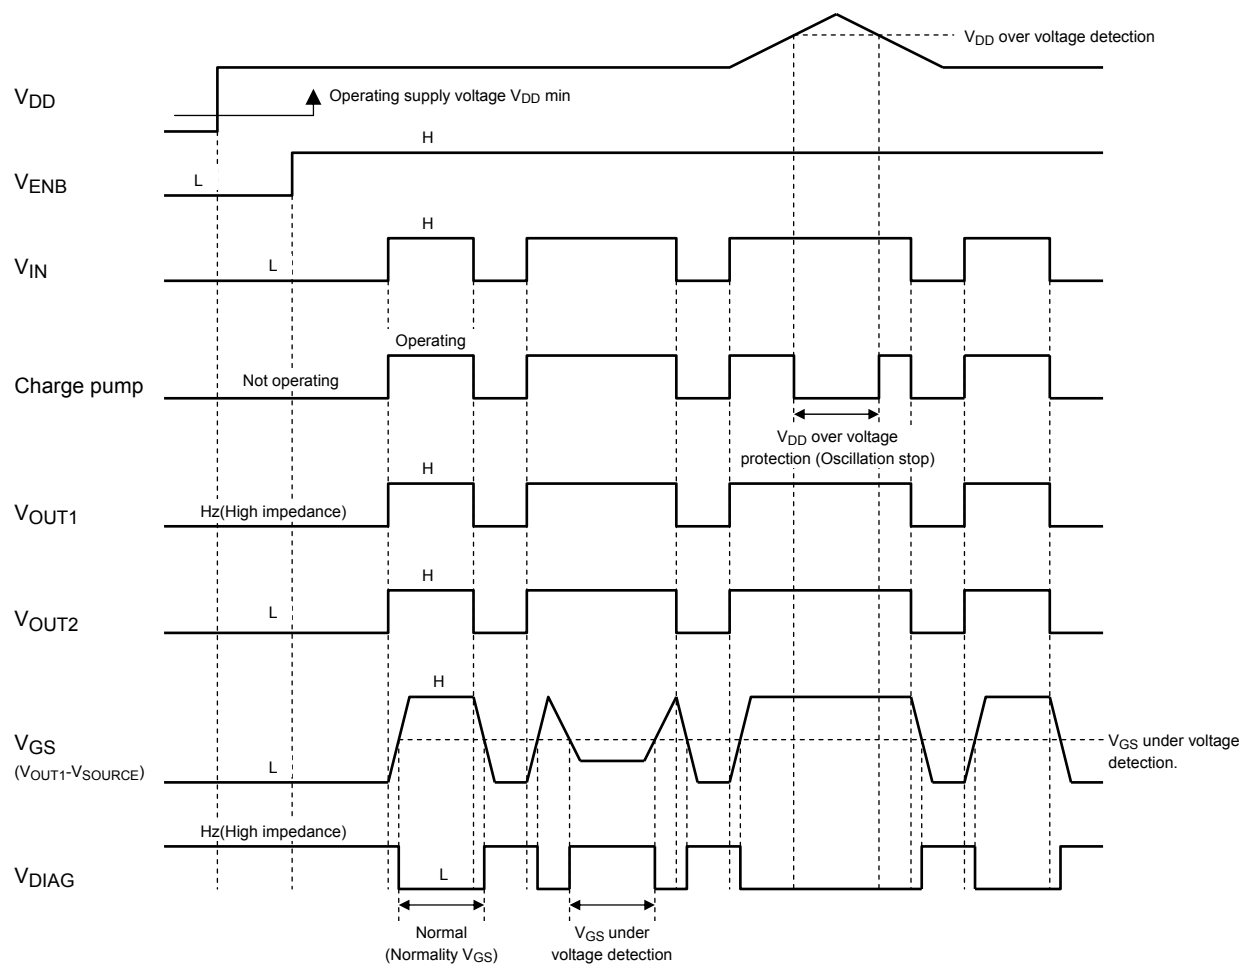 VDD over voltage detection
VDD
Operating supply voltage VDD min
H
VENB
L
H
VIN
L
Operating
Charge pump
Not operating
VDD over voltage
protection (Oscillation stop)
H
VOUT1
Hz(High impedance)
H
VOUT2
L
H
VGS
(VOUT1-VSOURCE)
L
VGS under voltage
detection.
Hz(High impedance)
VDIAG
L
Normal
(Normality VGS)
VGS under
voltage detection